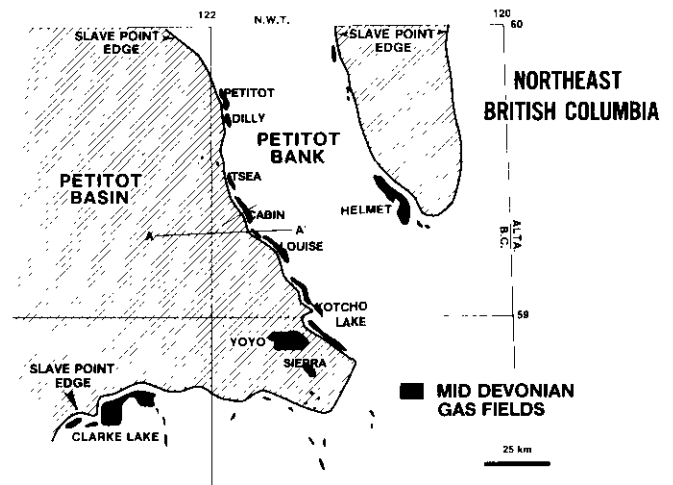 122
N.W.T.
120
60
SLAVE POINT
EDGE
SLAVE POINT
EDGE
NORTHEAST
BRITISH COLUMBIA
PETITOT
DILLY
PETITOT
BANK
PETITOT
BASIN
ITSEA
CABIN
HELMET
A
A'
LOUISE
ALTA.
B.C.
KOTCHO
LAKE
59
YOYO
SIERRA
SLAVE POINT
EDGE
MID DEVONIAN
GAS FIELDS
CLARKE LAKE
25 km